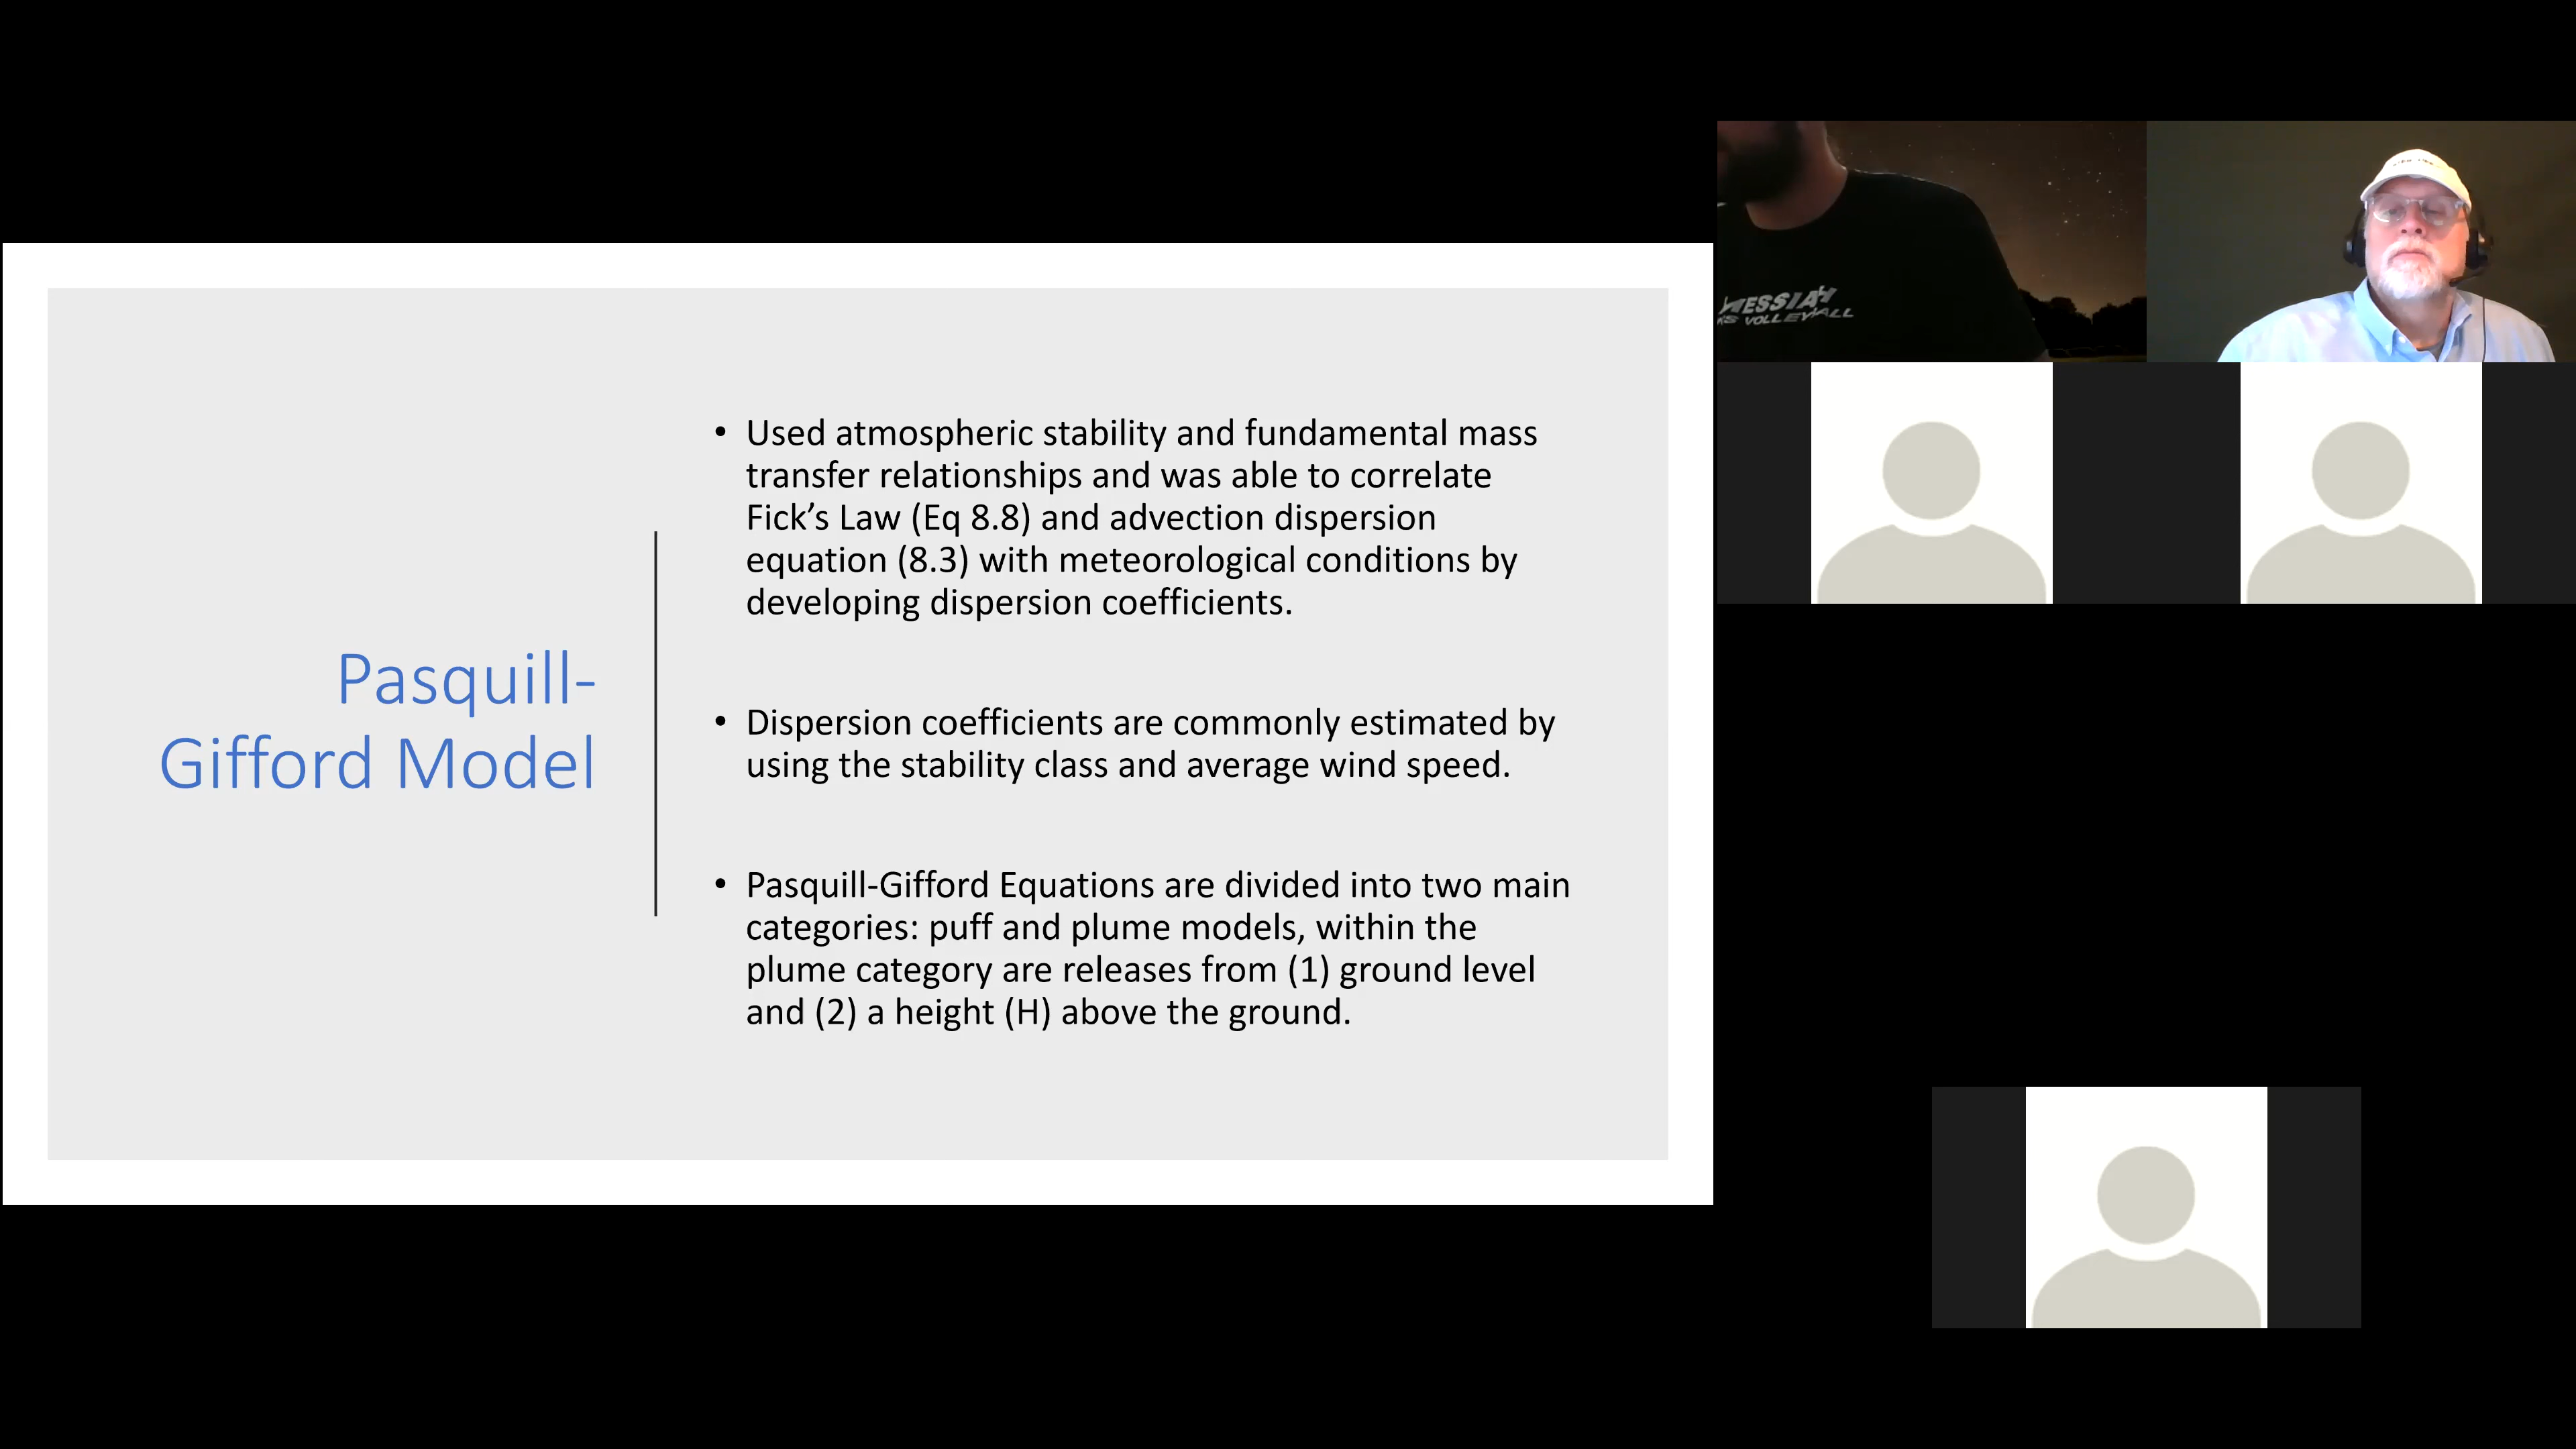 Pasquill-
Gifford Model
• Used atmospheric stability and fundamental mass
transfer relationships and was able to correlate
Fick’s Law (Eq 8.8) and advection dispersion
equation (8.3) with meteorological conditions by
developing dispersion coefficients.
• Dispersion coefficients are commonly estimated by
using the stability class and average wind speed.
• Pasquill-Gifford Equations are divided into two main
categories: puff and plume models, within the
plume category are releases from (1) ground level
and (2) a height (H) above the ground.
MESSIAH
VOLLEYBALL